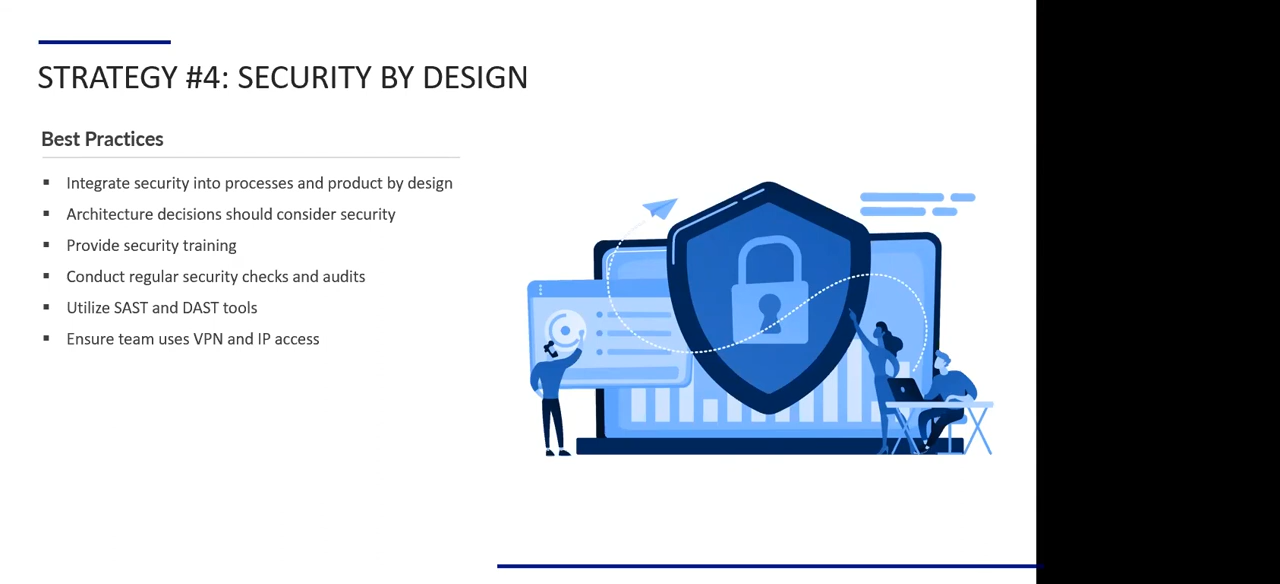 STRATEGY #4: SECURITY BY DESIGN
Best Practices
▪ Integrate security into processes and product by design
▪ Architecture decisions should consider security
▪ Provide security training
▪ Conduct regular security checks and audits
▪ Utilize SAST and DAST tools
▪ Ensure team uses VPN and IP access